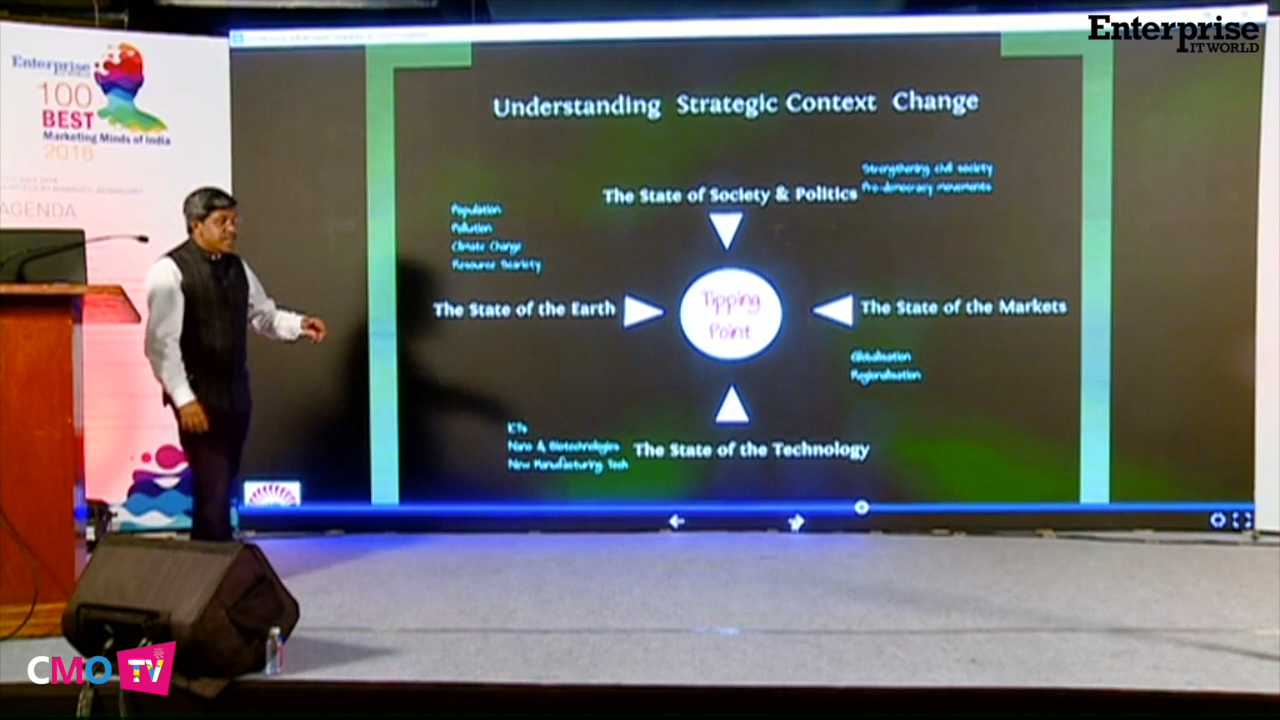 Enterprise
IT WORLD
Enterprise
IT WORLD
100
BEST
Marketing Minds of India
2018
AGENDA
Understanding Strategic Context Change
Strengthening civil society
Pro-democracy movements
The State of Society & Politics
Population
Pollution
Climate Change
Resource Scarcity
The State of the Earth
Tipping
Point
The State of the Markets
Globalisation
Regionalisation
ICTs
Nano & Biotechnologies
New Manufacturing Tech
The State of the Technology
CMO TV